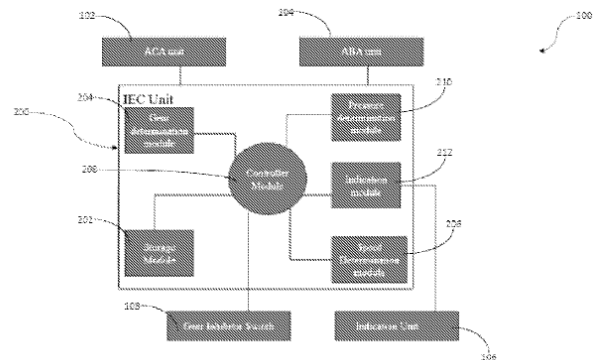 102
204
100
ACA unit
ABA unit
IEC Unit
204
Gear
determination
module
Pressure
determination
module
210
200
208
Controller
Module
Indication
module
212
202
Storage
Module
Speed
Determination
module
206
108
Gear Inhibitor Switch
Indication Unit
106